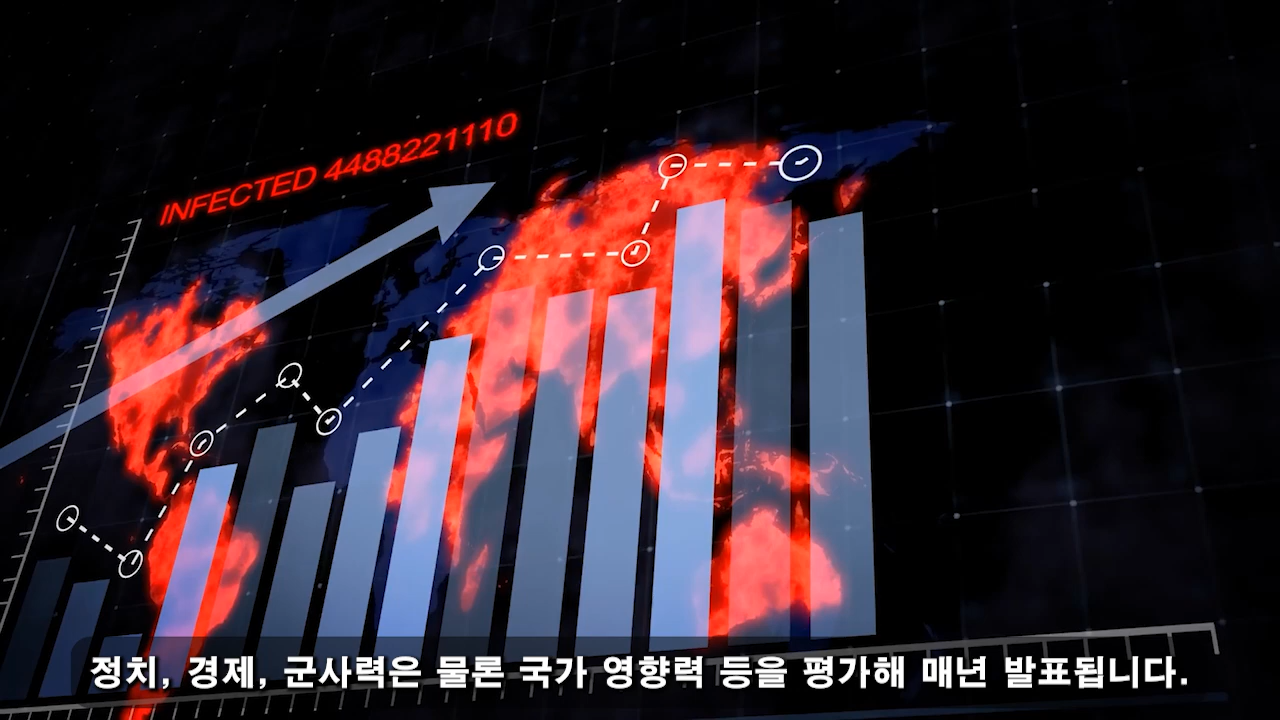 INFECTED 4488221110
정치, 경제, 군사력은 물론 국가 영향력 등을 평가해 매년 발표됩니다.